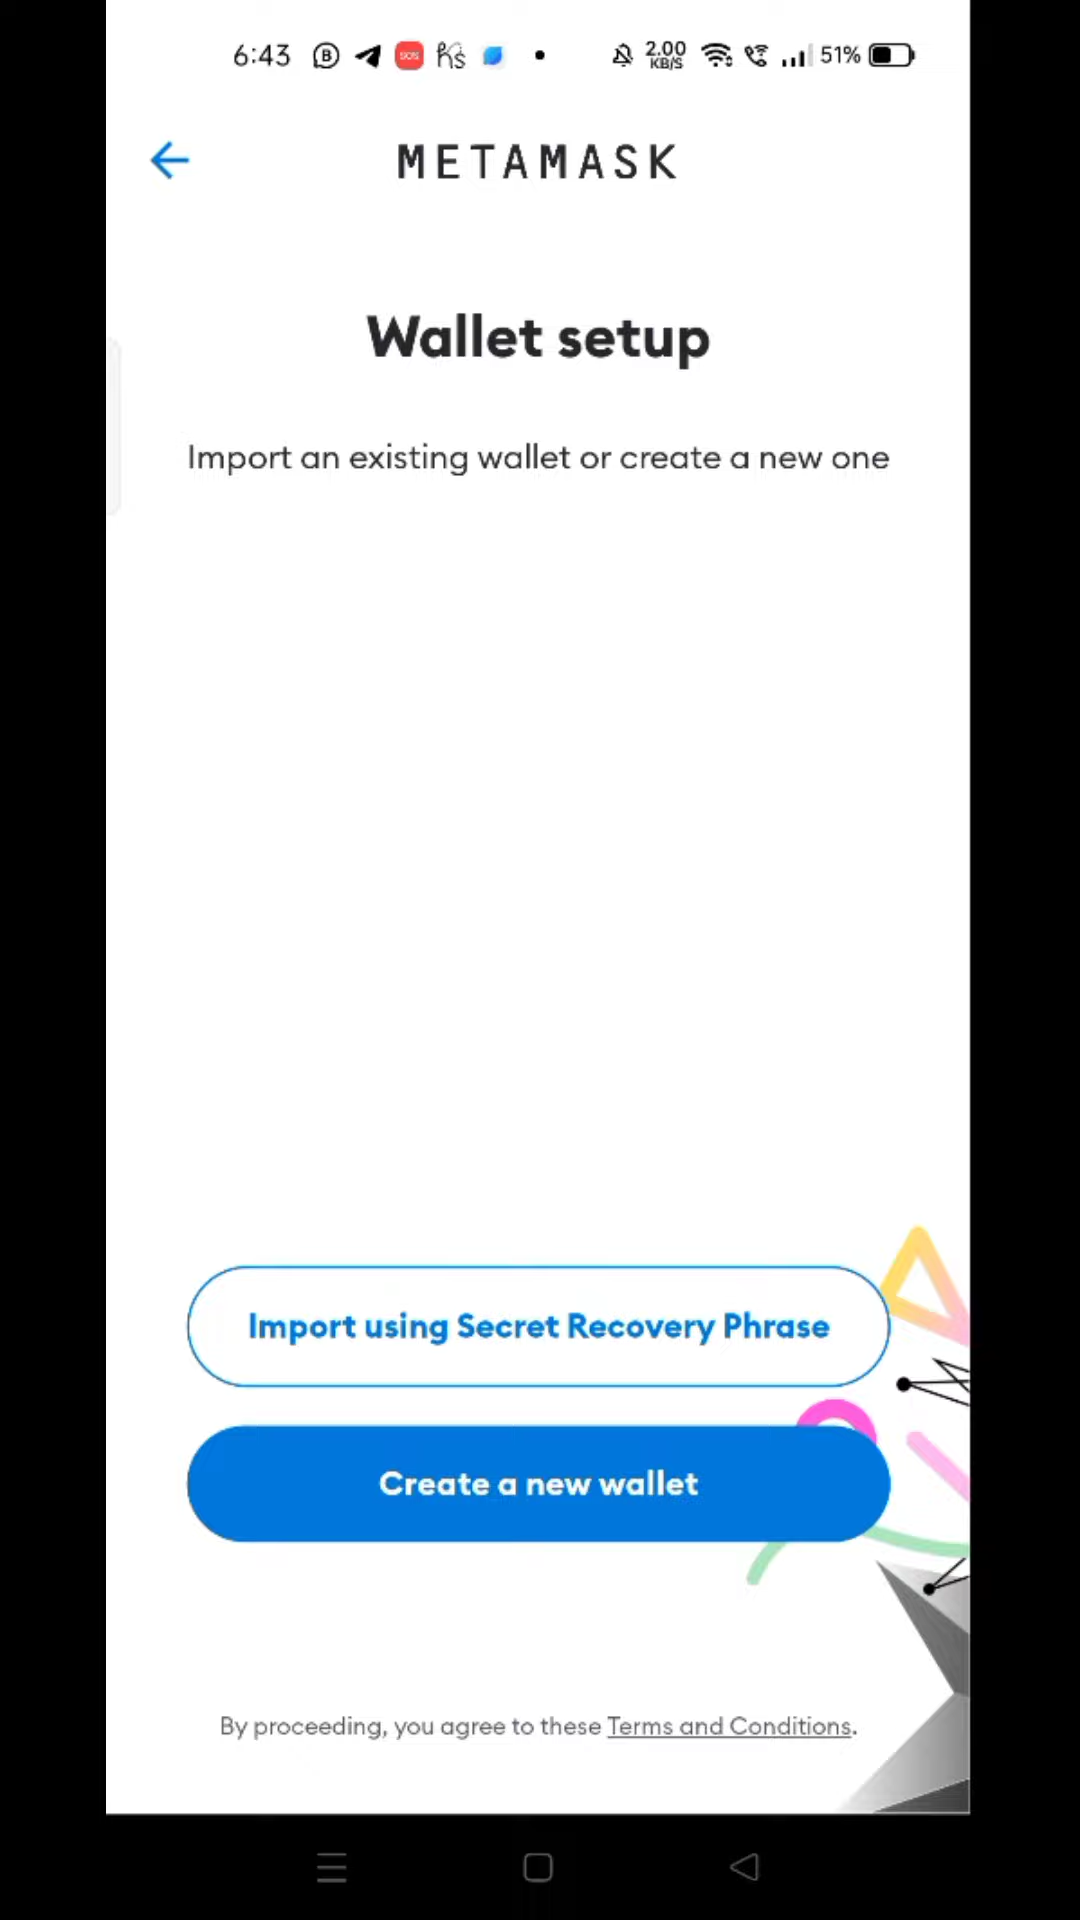 6:43 B SOS 2.00 KB/S 51%
METAMASK
Wallet setup
Import an existing wallet or create a new one
Import using Secret Recovery Phrase
Create a new wallet
By proceeding, you agree to these Terms and Conditions.